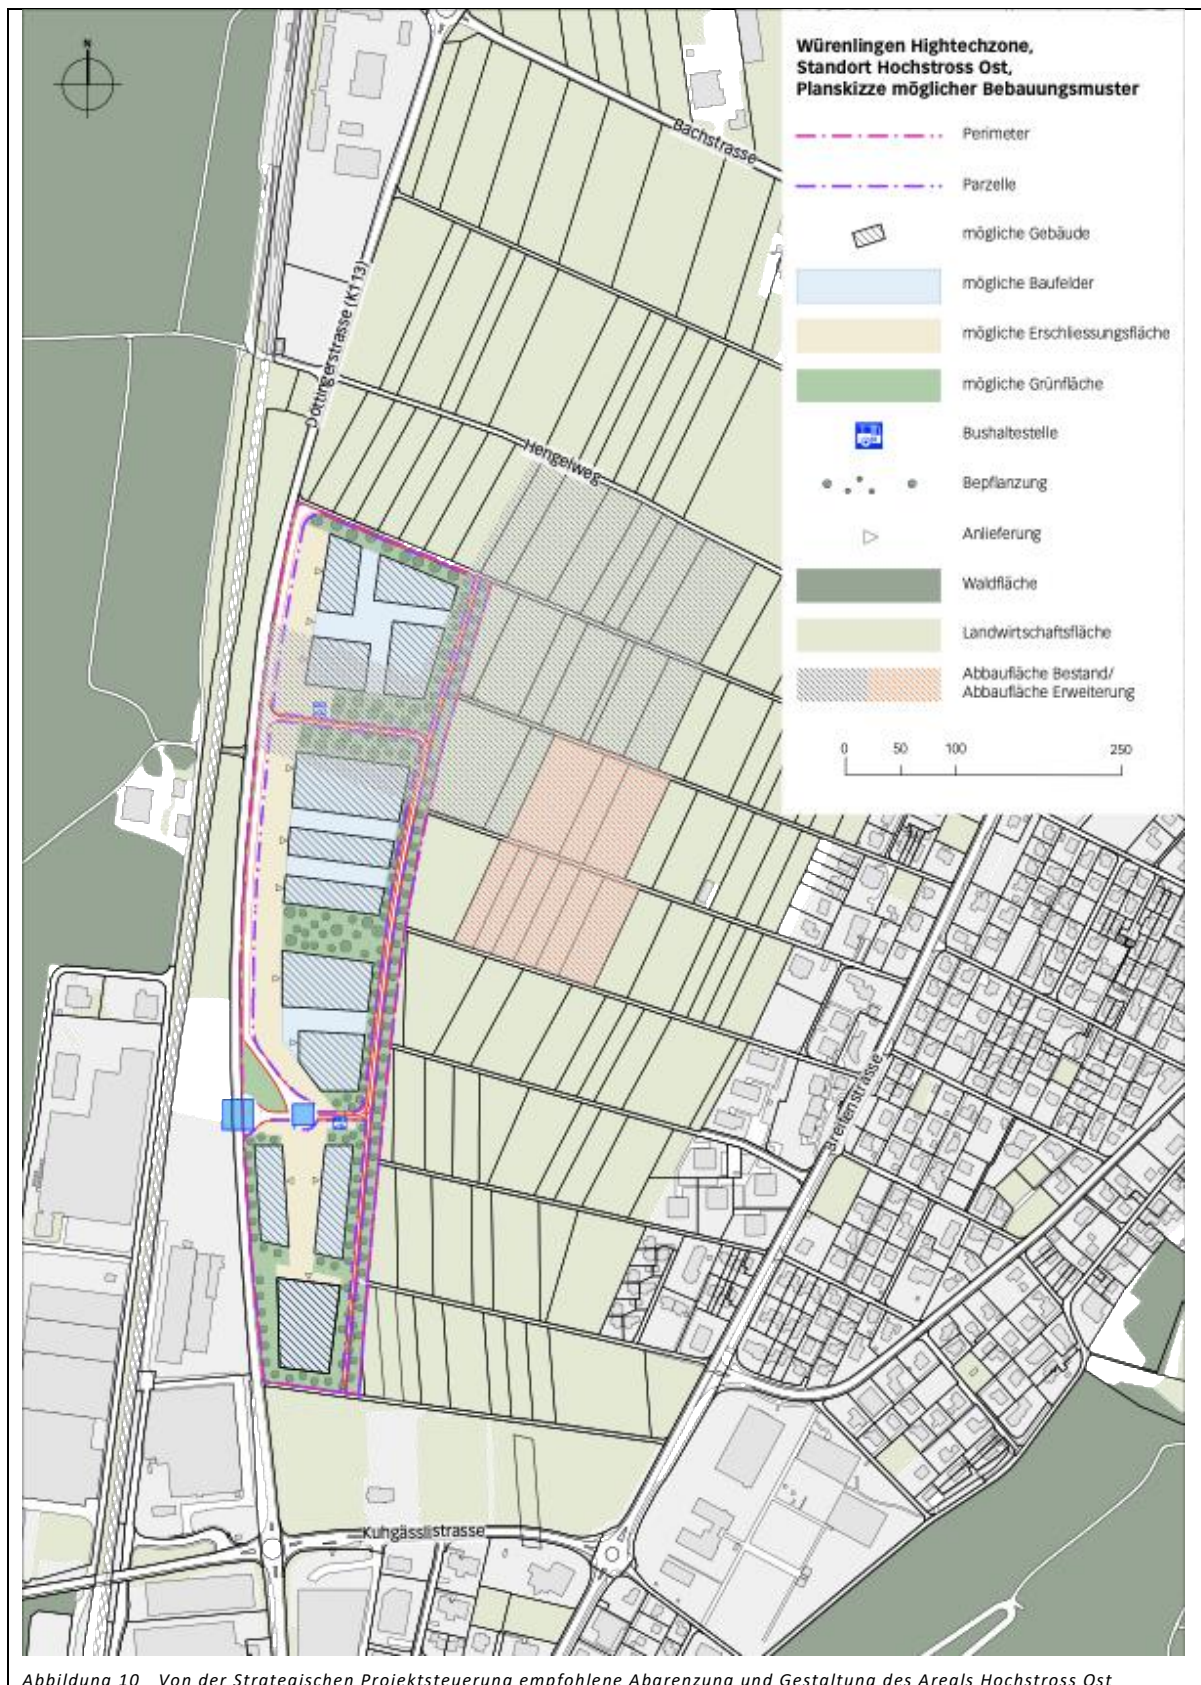 Würenlingen Hightechzone,
Standort Hochstross Ost,
Planskizze möglicher Bebauungsmuster
Perimeter
Parzelle
mögliche Gebäude
mögliche Baufelder
mögliche Erschliessungsfläche
mögliche Grünfläche
Bushaltestelle
Bepflanzung
Anlieferung
Waldfläche
Landwirtschaftsfläche
Abbaufläche Bestand/
Abbaufläche Erweiterung
0 50 100 250
N
Bachstrasse
Döttingerstrasse (K113)
Hengelweg
Breitenstrasse
Kuhgässlistrasse
Abbildung 10 Von der Strategischen Projektsteuerung empfohlene Abgrenzung und Gestaltung des Areals Hochstross Ost